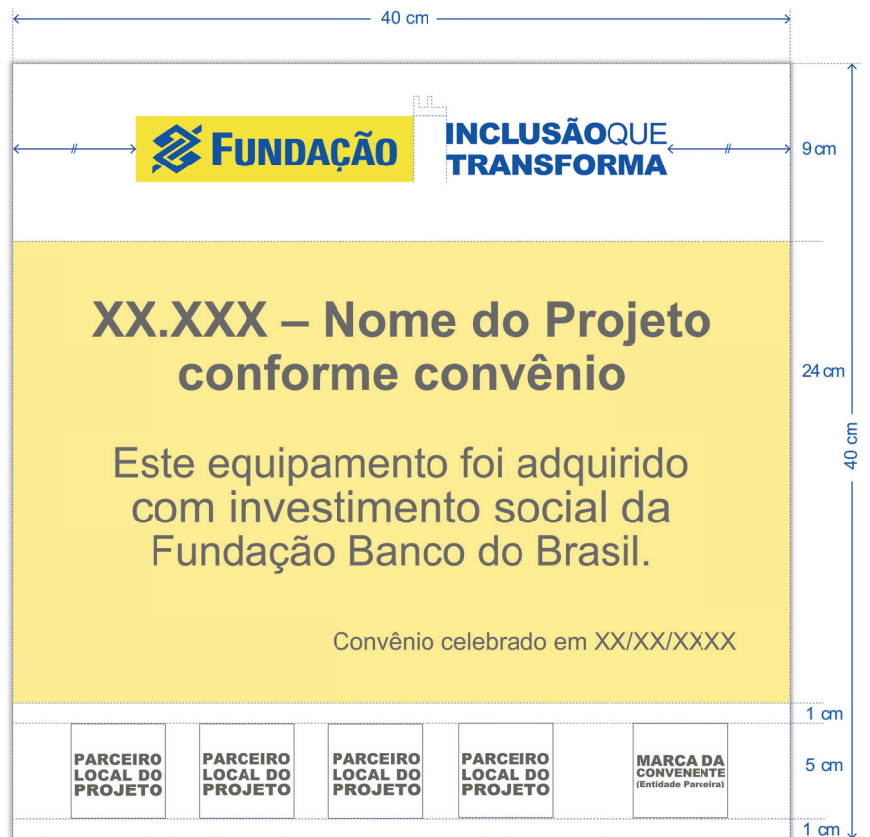 40 cm
FUNDAÇÃO
INCLUSÃOQUE
TRANSFORMA
9 cm
XX.XXX – Nome do Projeto
conforme convênio
24 cm
40 cm
Este equipamento foi adquirido
com investimento social da
Fundação Banco do Brasil.
Convênio celebrado em XX/XX/XXXX
1 cm
PARCEIRO
LOCAL DO
PROJETO
PARCEIRO
LOCAL DO
PROJETO
PARCEIRO
LOCAL DO
PROJETO
PARCEIRO
LOCAL DO
PROJETO
MARCA DA
CONVENENTE
(Entidade Parceira)
5 cm
1 cm